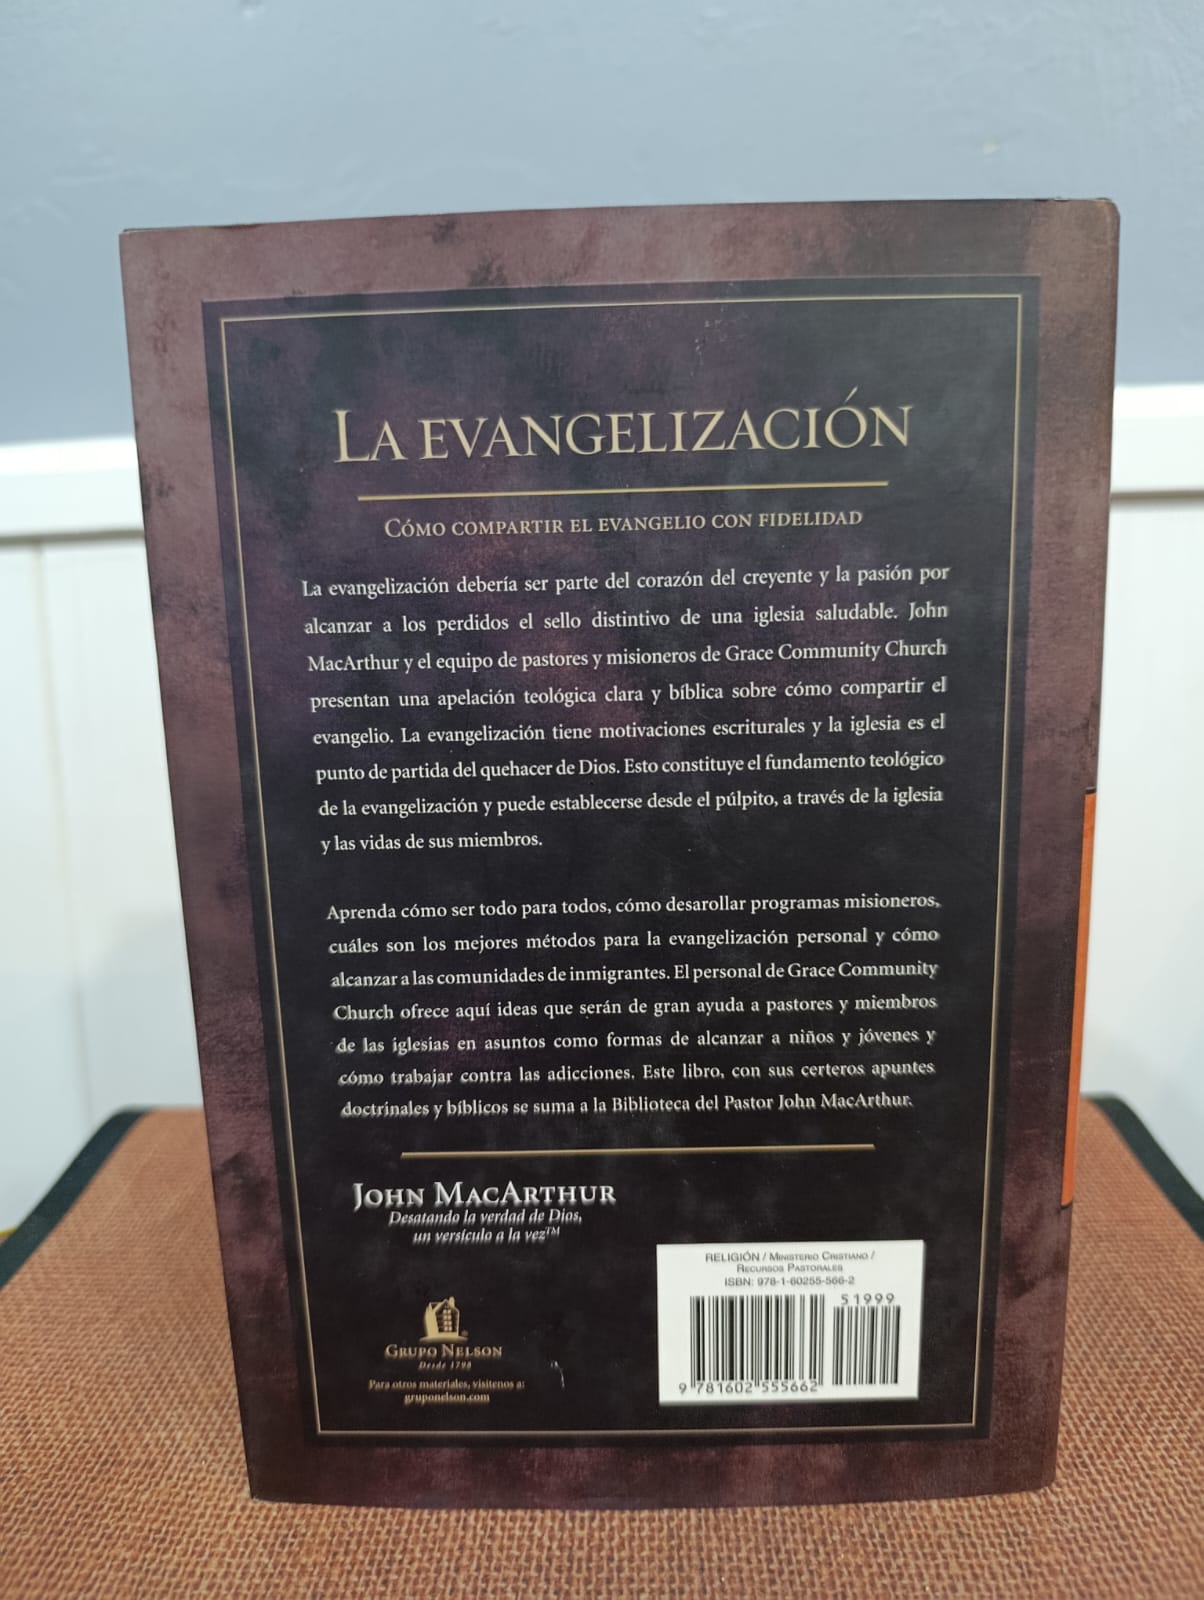 LA EVANGELIZACIÓN
CÓMO COMPARTIR EL EVANGELIO CON FIDELIDAD
La evangelización debería ser parte del corazón del creyente y la pasión por
alcanzar a los perdidos el sello distintivo de una iglesia saludable. John
MacArthur y el equipo de pastores y misioneros de Grace Community Church
presentan una apelación teológica clara y bíblica sobre cómo compartir el
evangelio. La evangelización tiene motivaciones escriturales y la iglesia es el
punto de partida del quehacer de Dios. Esto constituye el fundamento teológico
de la evangelización y puede establecerse desde el púlpito, a través de la iglesia
y las vidas de sus miembros.
Aprenda cómo ser todo para todos, cómo desarollar programas misioneros,
cuáles son los mejores métodos para la evangelización personal y cómo
alcanzar a las comunidades de inmigrantes. El personal de Grace Community
Church ofrece aquí ideas que serán de gran ayuda a pastores y miembros
de las iglesias en asuntos como formas de alcanzar a niños y jóvenes y
cómo trabajar contra las adicciones. Este libro, con sus certeros apuntes
doctrinales y bíblicos se suma a la Biblioteca del Pastor John MacArthur.
JOHN MACARTHUR
Desatando la verdad de Dios,
un versículo a la vez™
GRUPO NELSON
Desde 1798
Para otros materiales, visítenos a:
gruponelson.com
RELIGIÓN / MINISTERIO CRISTIANO /
RECURSOS PASTORALES
ISBN: 978-1-60255-566-2
51999
9 781602 555662